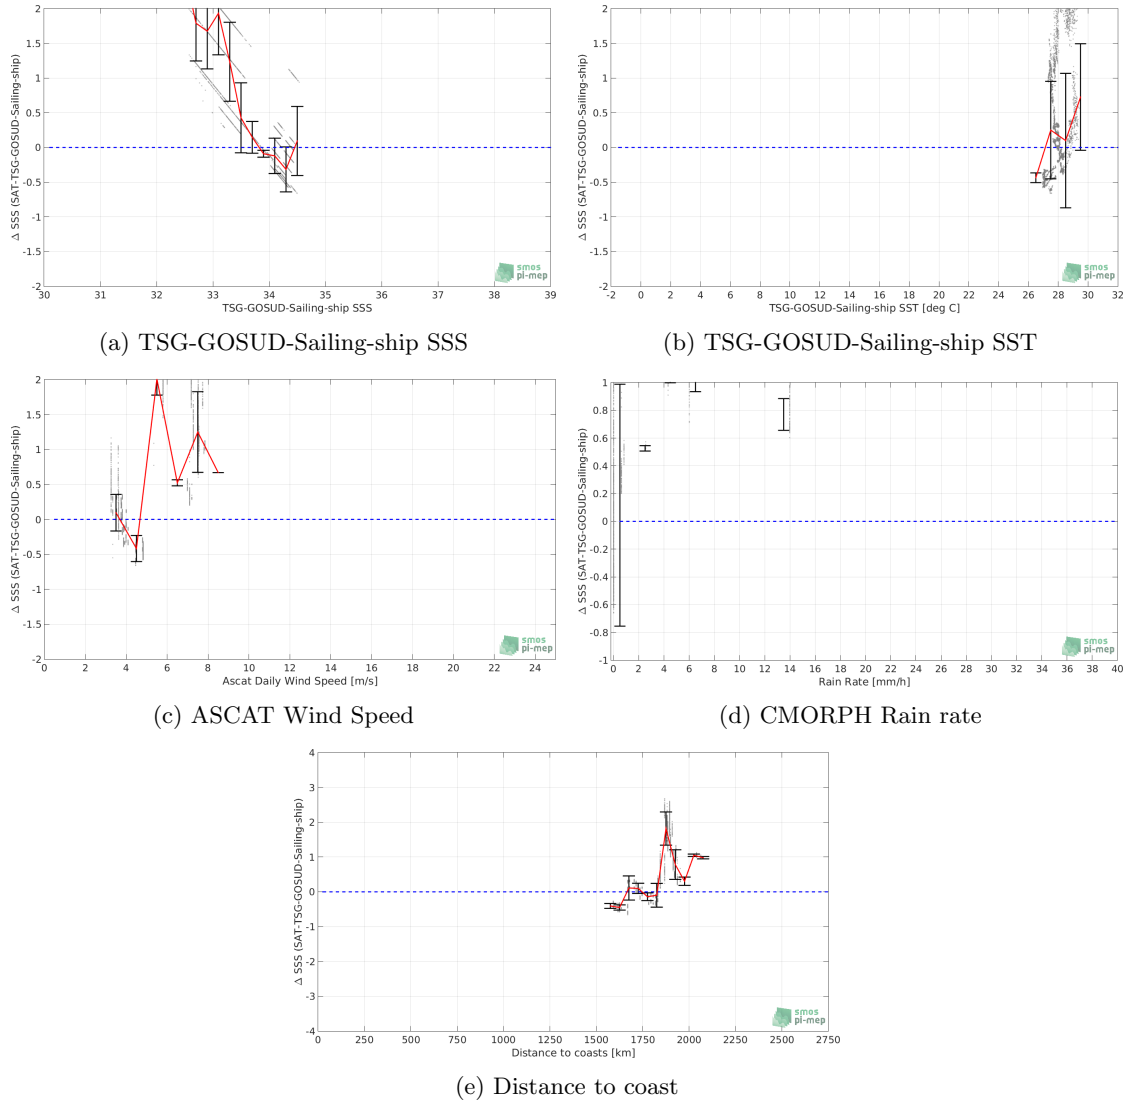 2
1.5
1
0.5
0
-0.5
-1
-1.5
-2
Δ SSS (SAT-TSG-GOSUD-Sailing-ship)
30 31 32 33 34 35 36 37 38 39
TSG-GOSUD-Sailing-ship SSS
smos
pi-mep
(a) TSG-GOSUD-Sailing-ship SSS
2
1.5
1
0.5
0
-0.5
-1
-1.5
-2
Δ SSS (SAT-TSG-GOSUD-Sailing-ship)
-2 0 2 4 6 8 10 12 14 16 18 20 22 24 26 28 30 32
TSG-GOSUD-Sailing-ship SST [deg C]
smos
pi-mep
(b) TSG-GOSUD-Sailing-ship SST
2
1.5
1
0.5
0
-0.5
-1
-1.5
-2
Δ SSS (SAT-TSG-GOSUD-Sailing-ship)
0 2 4 6 8 10 12 14 16 18 20 22 24
Ascat Daily Wind Speed [m/s]
smos
pi-mep
(c) ASCAT Wind Speed
1
0.8
0.6
0.4
0.2
0
-0.2
-0.4
-0.6
-0.8
-1
Δ SSS (SAT-TSG-GOSUD-Sailing-ship)
0 2 4 6 8 10 12 14 16 18 20 22 24 26 28 30 32 34 36 38 40
Rain Rate [mm/h]
smos
pi-mep
(d) CMORPH Rain rate
4
3
2
1
0
-1
-2
-3
-4
Δ SSS (SAT-TSG-GOSUD-Sailing-ship)
0 250 500 750 1000 1250 1500 1750 2000 2250 2500 2750
Distance to coasts [km]
smos
pi-mep
(e) Distance to coast